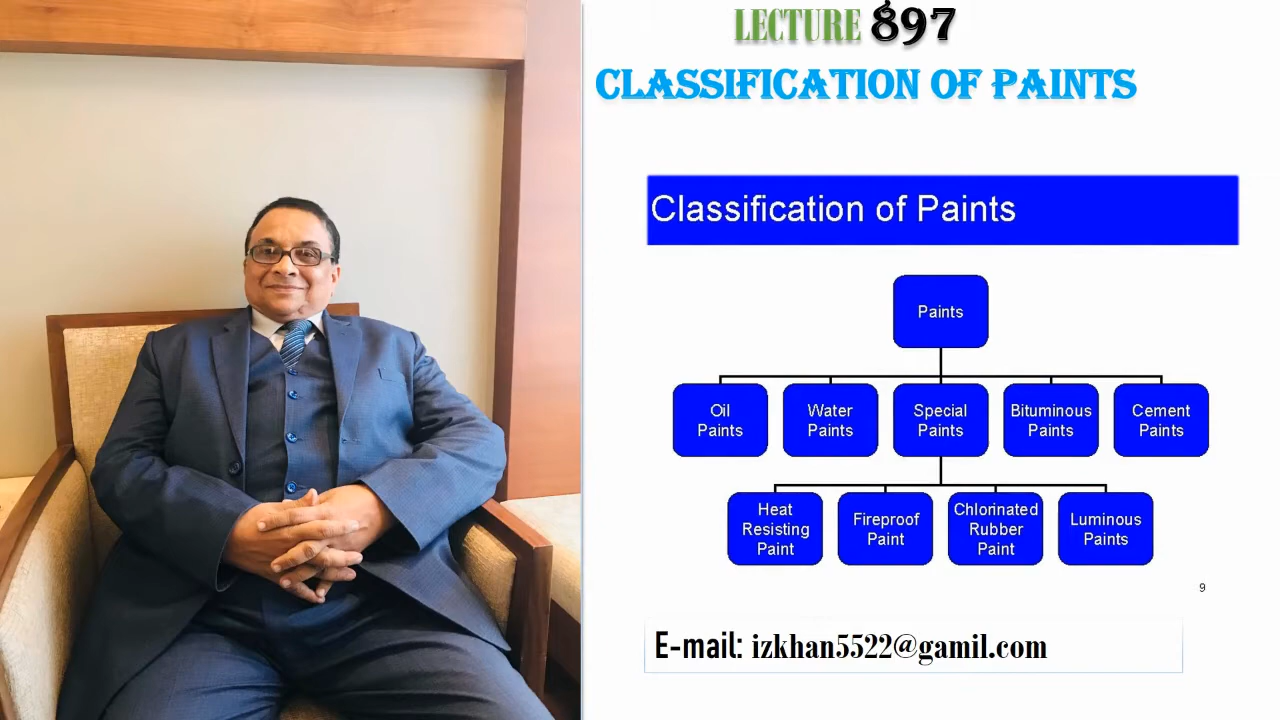 LECTURE 897
CLASSIFICATION OF PAINTS
Classification of Paints
Paints
Oil
Paints
Water
Paints
Special
Paints
Bituminous
Paints
Cement
Paints
Heat
Resisting
Paint
Fireproof
Paint
Chlorinated
Rubber
Paint
Luminous
Paints
9
E-mail: izkhan5522@gamil.com